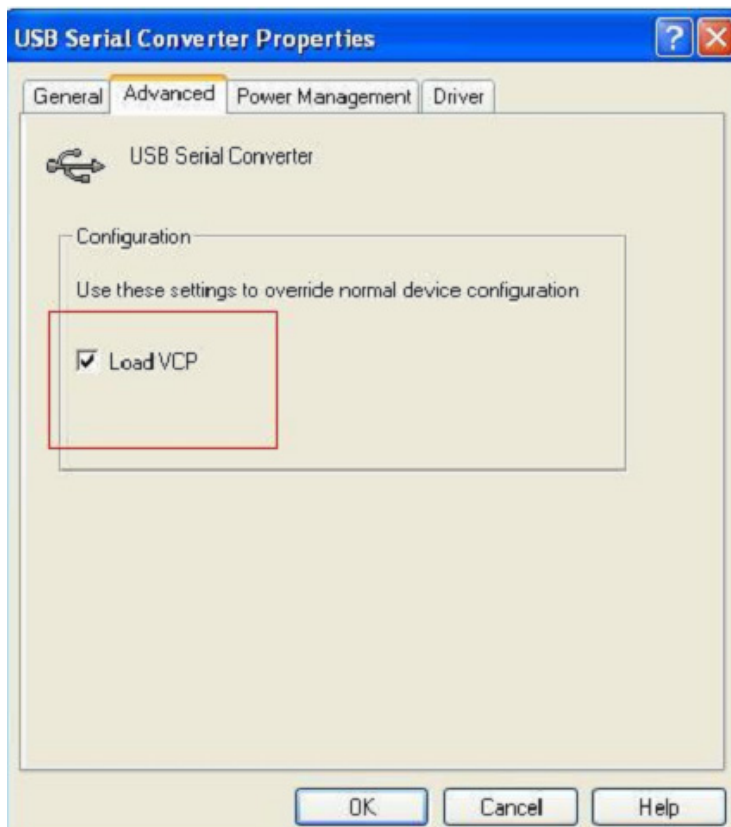 USB Serial Converter Properties
General Advanced Power Management Driver
USB Serial Converter
Configuration
Use these settings to override normal device configuration
Load VCP
OK Cancel Help